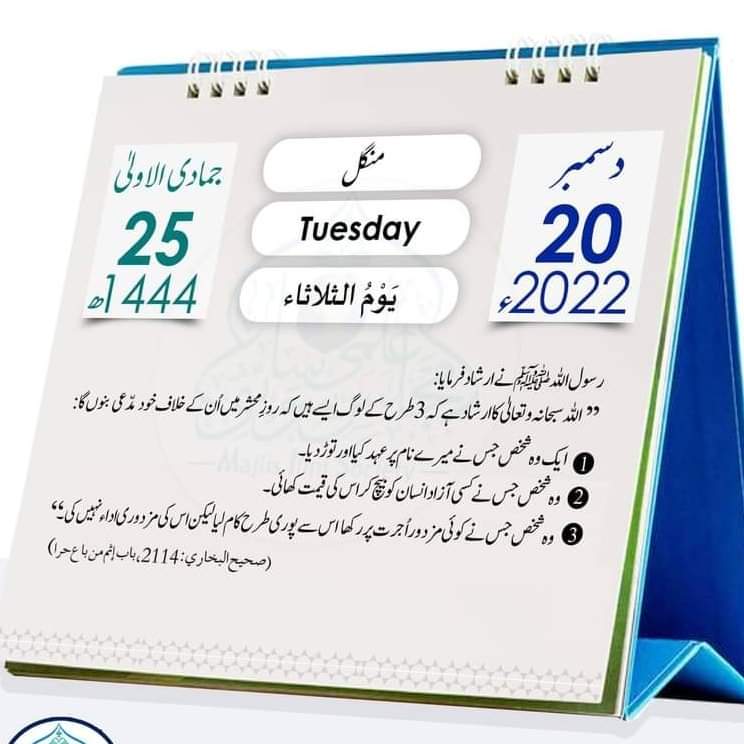 دسمبر
20
2022ء
منگل
Tuesday
یَوْمُ الثلاثاء
جمادی الاولیٰ
25
1444ھ
رسول اللہ ﷺ نے ارشاد فرمایا:
”اللہ سبحانہ وتعالیٰ کا ارشاد ہے کہ 3 طرح کے لوگ ایسے ہیں کہ روزِ محشر میں اُن کے خلاف خود مدّعی بنوں گا:
1 ایک وہ شخص جس نے میرے نام پر عہد کیا اور توڑ دیا۔
2 وہ شخص جس نے کسی آزاد انسان کو بیچ کر اس کی قیمت کھائی۔
3 وہ شخص جس نے کوئی مزدور اُجرت پر رکھا اس سے پوری طرح کام لیا لیکن اس کی مزدوری اداء نہیں کی۔“
(صحیح البخاري: 2114، باب إثم من باع حرا)